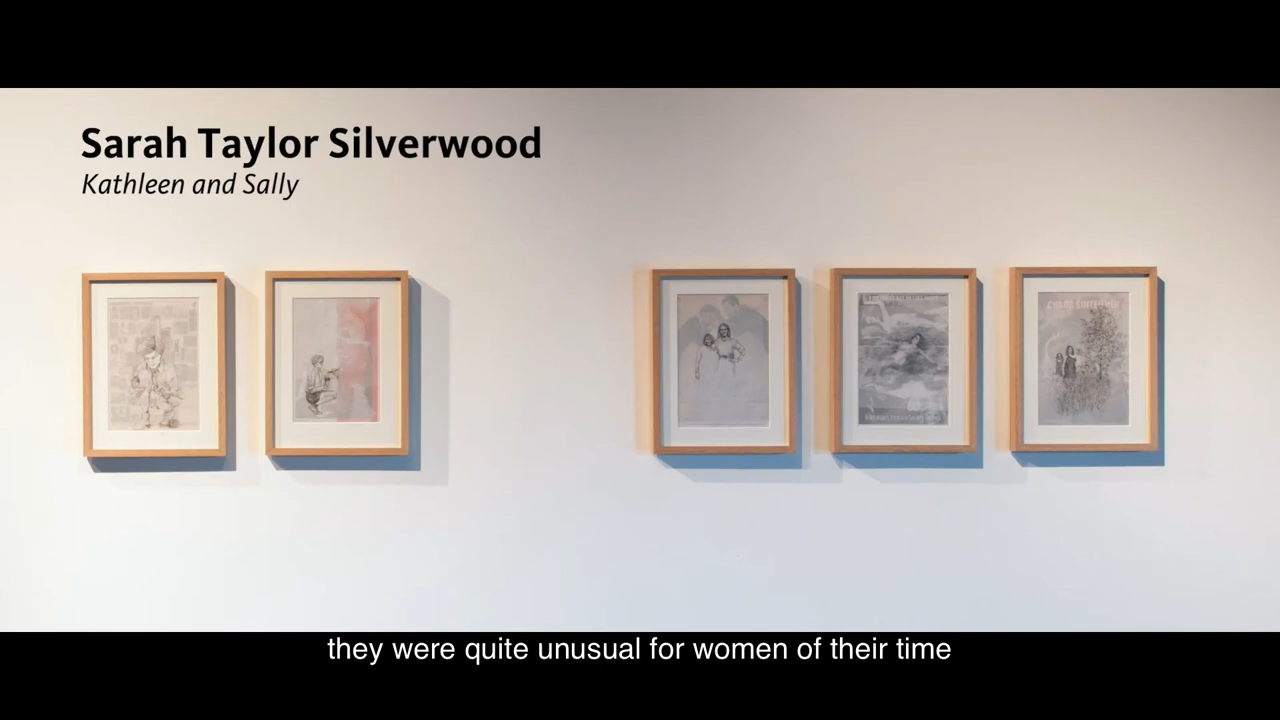 Sarah Taylor Silverwood
Kathleen and Sally
they were quite unusual for women of their time